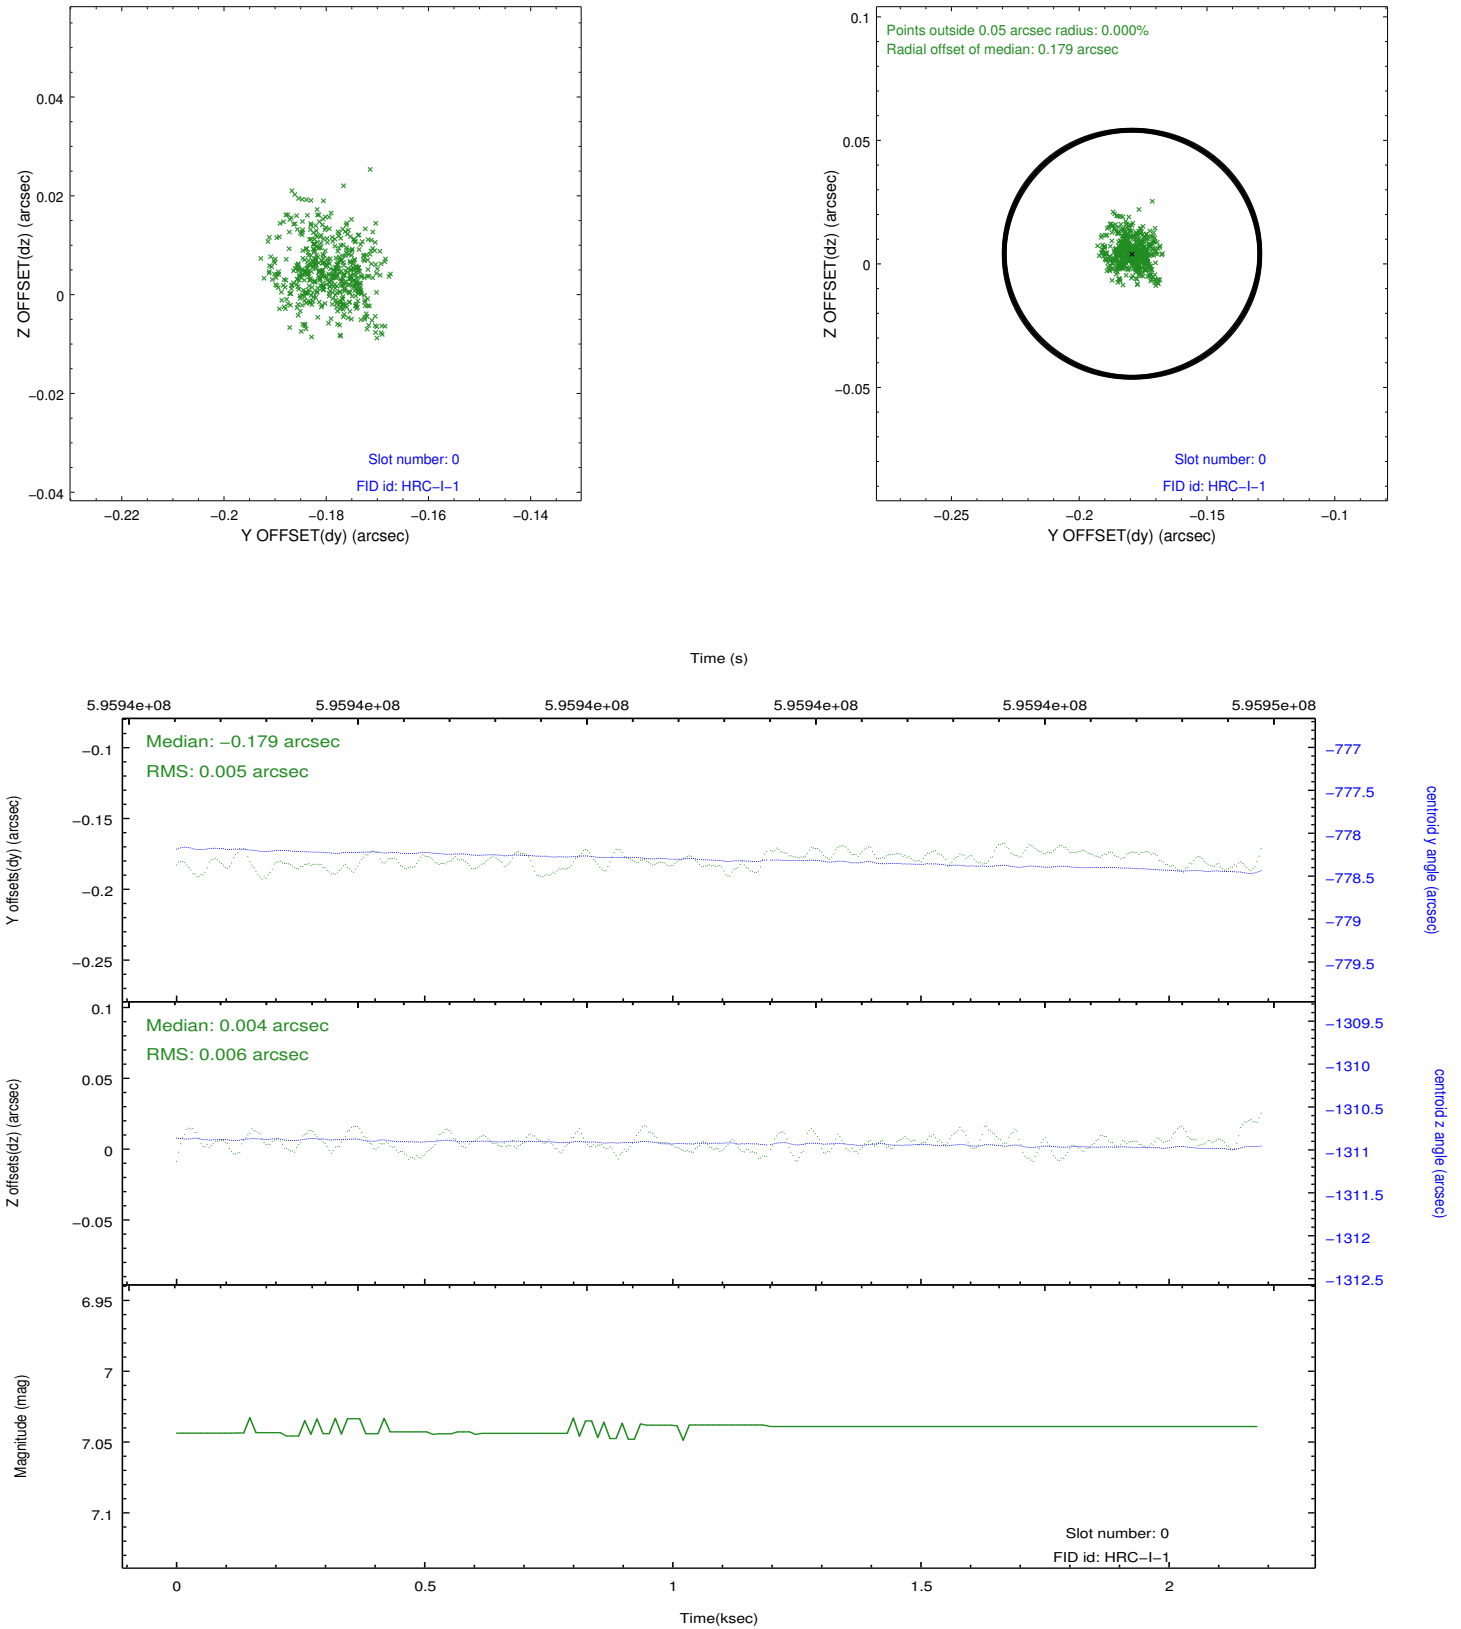 0.04
0.02
0
−0.02
−0.04
Z OFFSET(dz) (arcsec)
Slot number: 0
FID id: HRC−I−1
−0.22
−0.2
−0.18
−0.16
−0.14
Y OFFSET(dy) (arcsec)
0.1
0.05
0
−0.05
Z OFFSET(dz) (arcsec)
Points outside 0.05 arcsec radius: 0.000%
Radial offset of median: 0.179 arcsec
Slot number: 0
FID id: HRC−I−1
−0.25
−0.2
−0.15
−0.1
Y OFFSET(dy) (arcsec)
Time (s)
5.9594e+08
5.9594e+08
5.9594e+08
5.9594e+08
5.9594e+08
5.9595e+08
Median: −0.179 arcsec
RMS: 0.005 arcsec
−0.1
−0.15
−0.2
−0.25
Y offsets(dy) (arcsec)
−777
−777.5
−778
−778.5
−779
−779.5
centroid y angle (arcsec)
Median: 0.004 arcsec
RMS: 0.006 arcsec
0.1
0.05
0
−0.05
Z offsets(dz) (arcsec)
−1309.5
−1310
−1310.5
−1311
−1311.5
−1312
−1312.5
centroid z angle (arcsec)
6.95
7
7.05
7.1
Magnitude (mag)
Slot number: 0
FID id: HRC−I−1
0
0.5
1
1.5
2
Time(ksec)